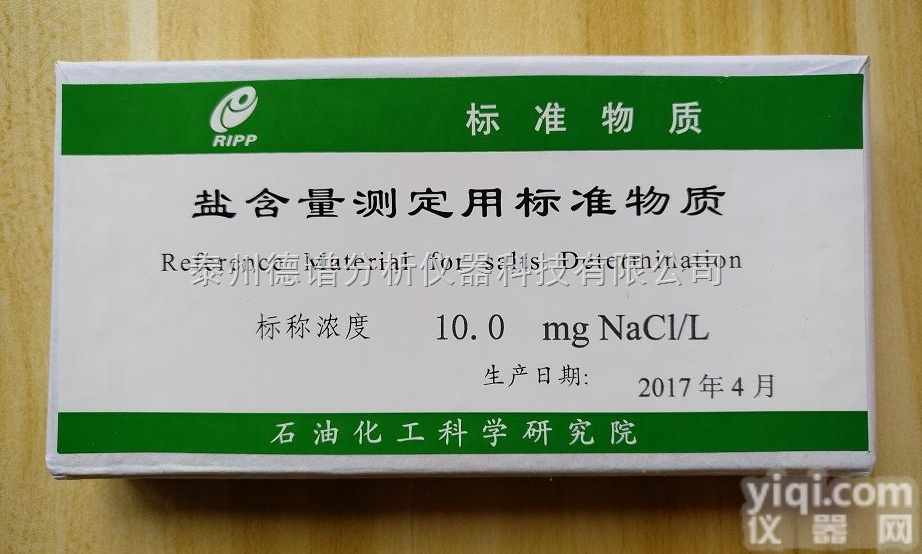 RIPP
标准物质
盐含量测定用标准物质
Reference Material for salts Determination
泰州德谱分析仪器科技有限公司
标称浓度 10.0 mg NaCl/L
生产日期: 2017年4月
石油化工科学研究院
yiqi.com
仪器网